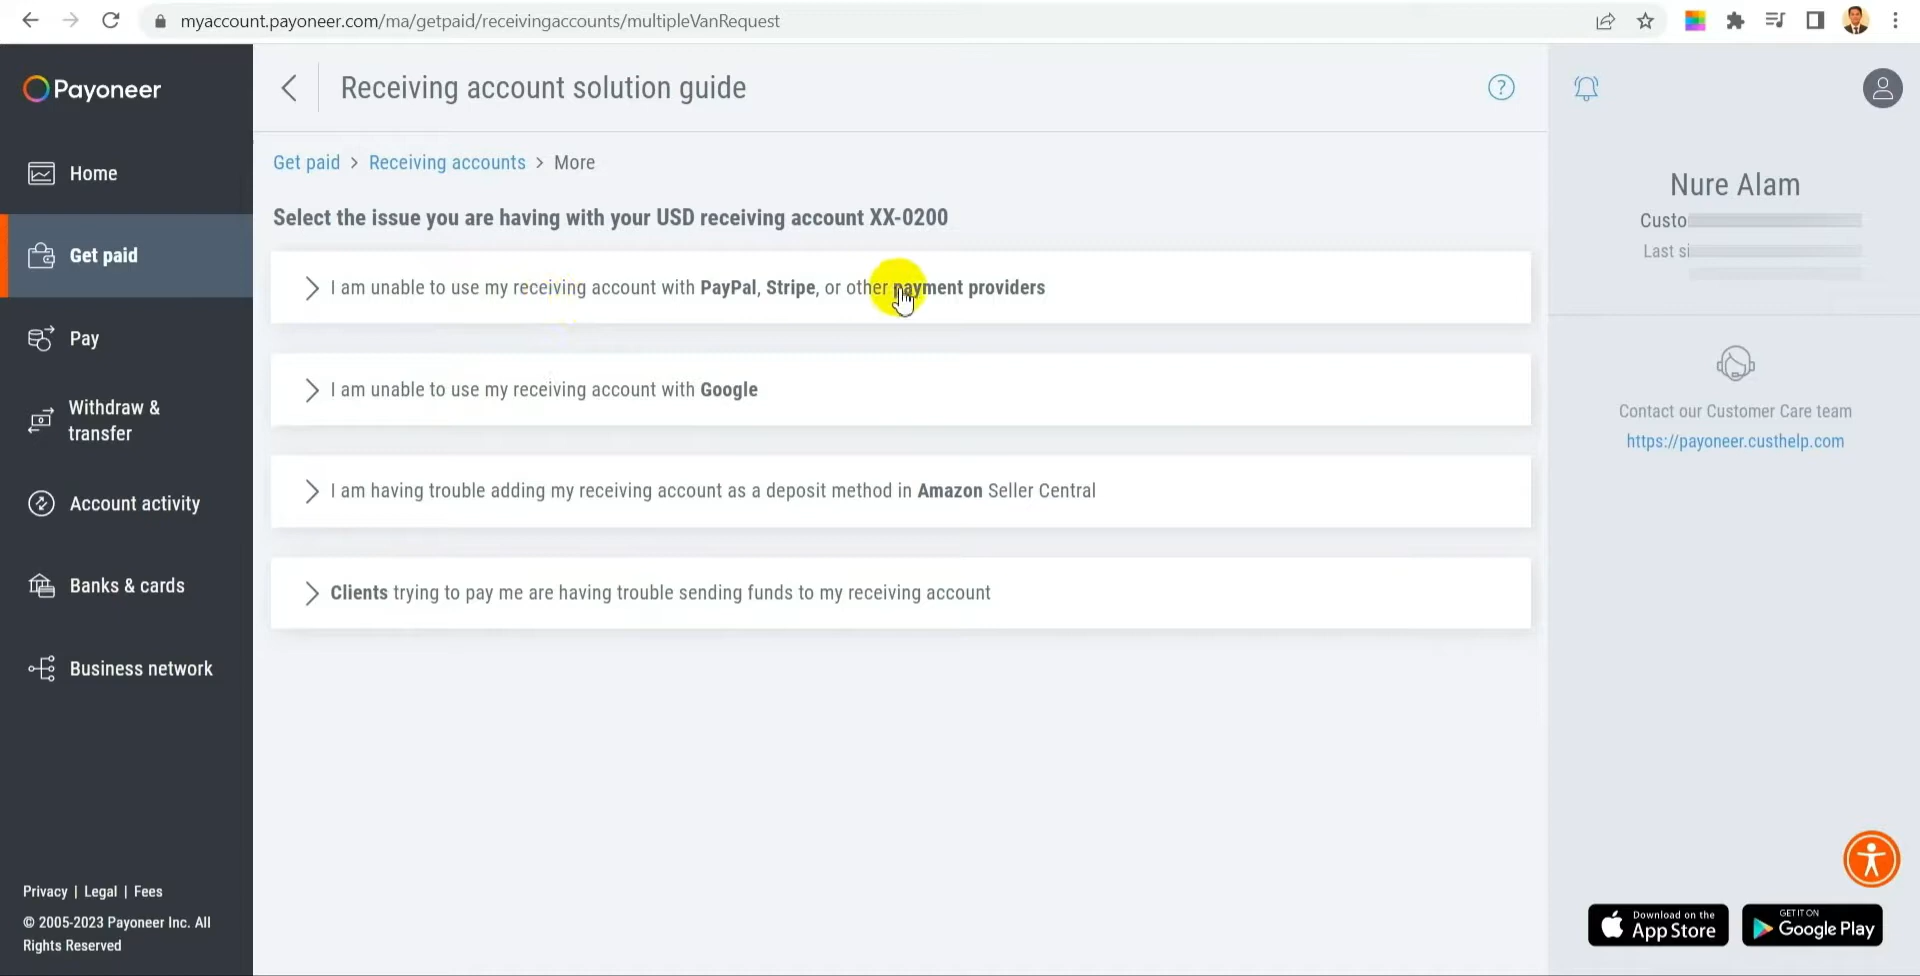 myaccount.payoneer.com/ma/getpaid/receivingaccounts/multipleVanRequest
Payoneer
Home
Get paid
Pay
Withdraw &
transfer
Account activity
Banks & cards
Business network
Privacy | Legal | Fees
© 2005-2023 Payoneer Inc. All
Rights Reserved
Receiving account solution guide
?
Get paid > Receiving accounts > More
Select the issue you are having with your USD receiving account XX-0200
I am unable to use my receiving account with PayPal, Stripe, or other payment providers
I am unable to use my receiving account with Google
I am having trouble adding my receiving account as a deposit method in Amazon Seller Central
Clients trying to pay me are having trouble sending funds to my receiving account
Nure Alam
Custo
Last si
Contact our Customer Care team
https://payoneer.custhelp.com
Download on the
App Store
GET IT ON
Google Play